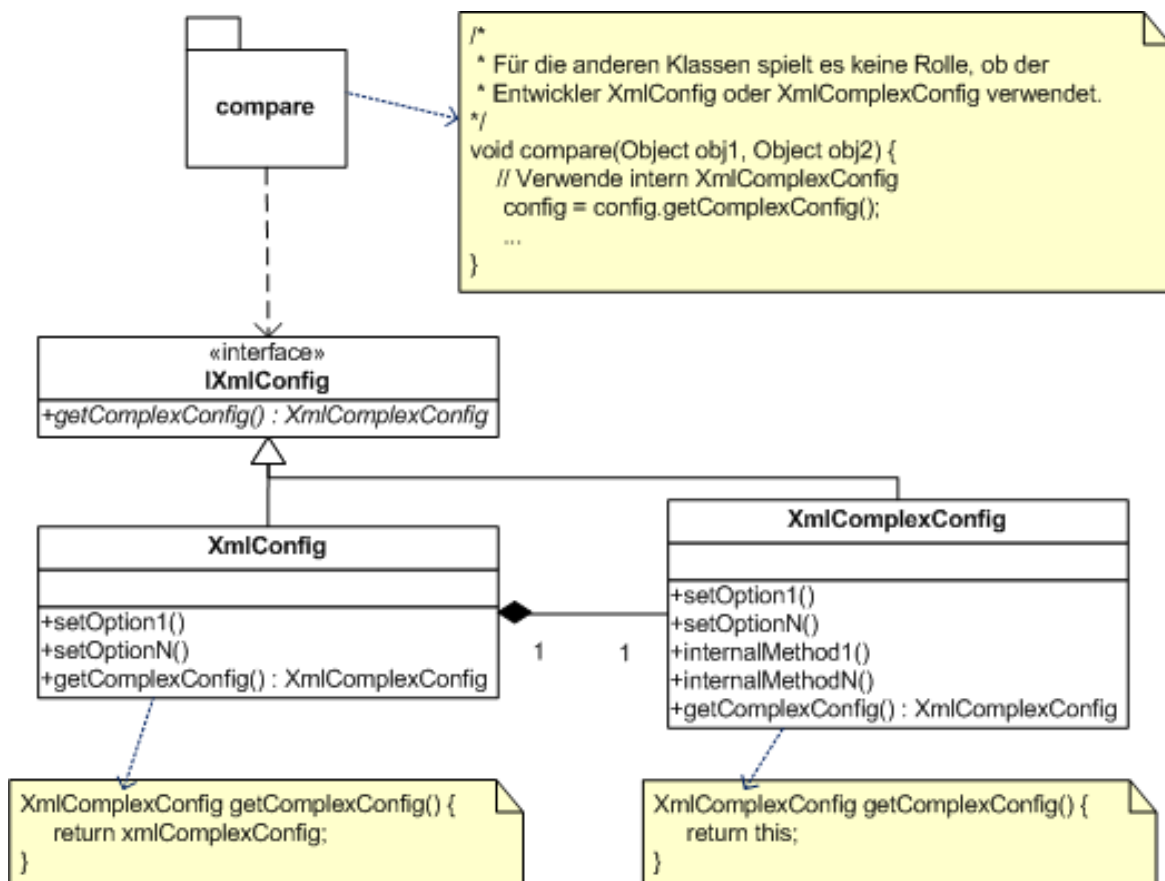 compare
/*
* Für die anderen Klassen spielt es keine Rolle, ob der
* Entwickler XmlConfig oder XmlComplexConfig verwendet.
*/
void compare(Object obj1, Object obj2) {
// Verwende intern XmlComplexConfig
config = config.getComplexConfig();
...
}
«interface»
IXmlConfig
+getComplexConfig() : XmlComplexConfig
XmlConfig
+setOption1()
+setOptionN()
+getComplexConfig() : XmlComplexConfig
1
1
XmlComplexConfig
+setOption1()
+setOptionN()
+internalMethod1()
+internalMethodN()
+getComplexConfig() : XmlComplexConfig
XmlComplexConfig getComplexConfig() {
return xmlComplexConfig;
}
XmlComplexConfig getComplexConfig() {
return this;
}